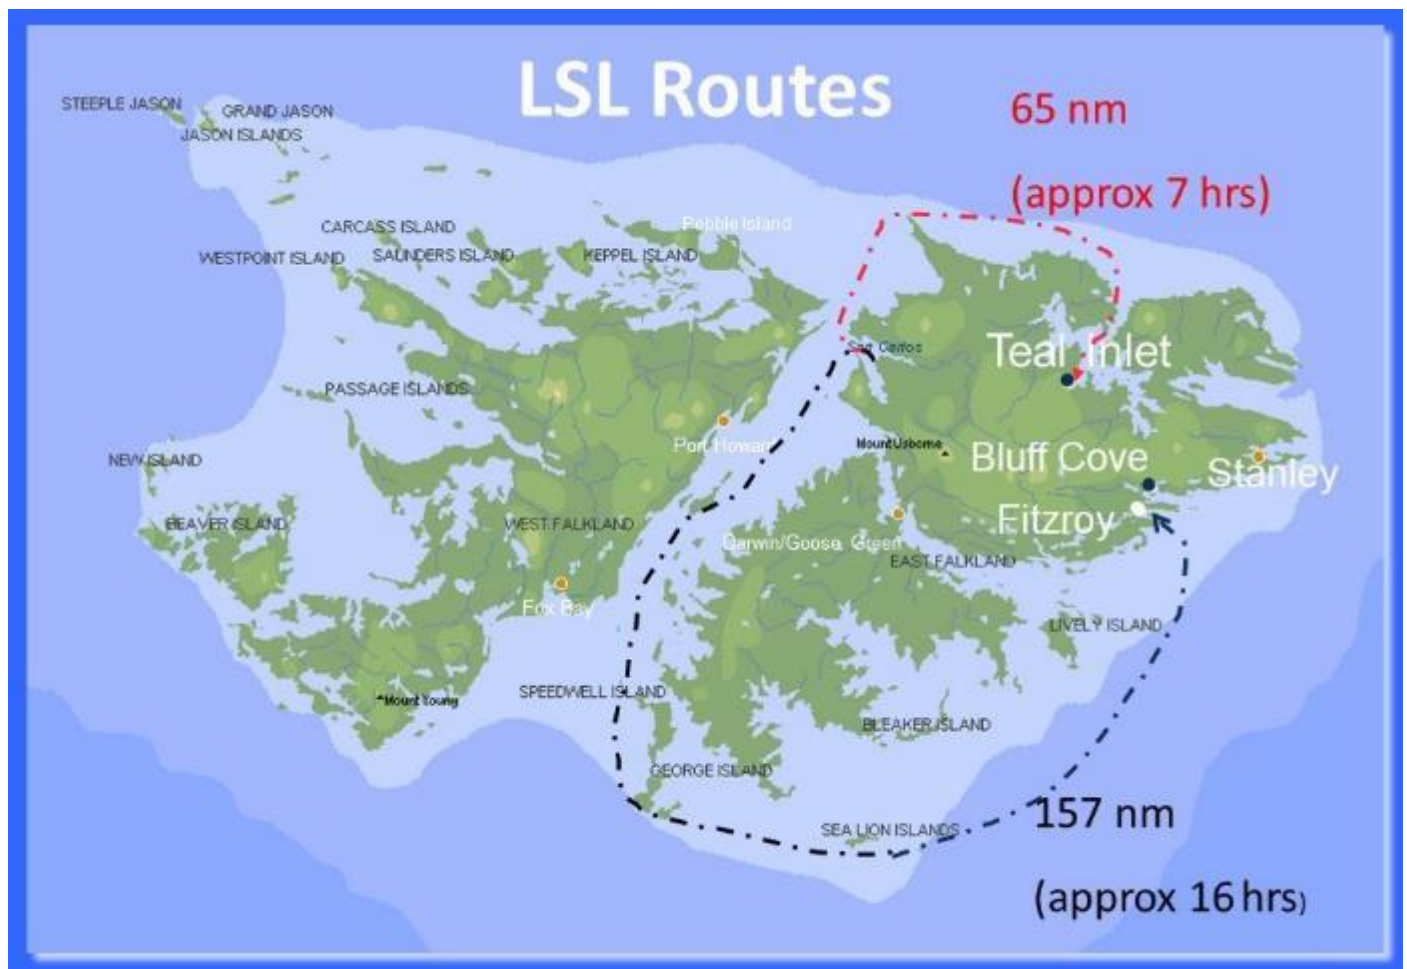 LSL Routes
65 nm
(approx 7 hrs)
STEEPLE JASON
GRAND JASON
JASON ISLANDS
CARCASS ISLAND
Pebble Island
WESTPOINT ISLAND
SAUNDERS ISLAND
KEPPEL ISLAND
San Carlos
Teal Inlet
PASSAGE ISLANDS
Port Howard
Mount Usborne
NEW ISLAND
Bluff Cove
Stanley
BEAVER ISLAND
WEST FALKLAND
Fitzroy
Darwin/Goose Green
EAST FALKLAND
Fox Bay
LIVELY ISLAND
SPEEDWELL ISLAND
Mount Young
BLEAKER ISLAND
GEORGE ISLAND
SEA LION ISLANDS
157 nm
(approx 16 hrs)